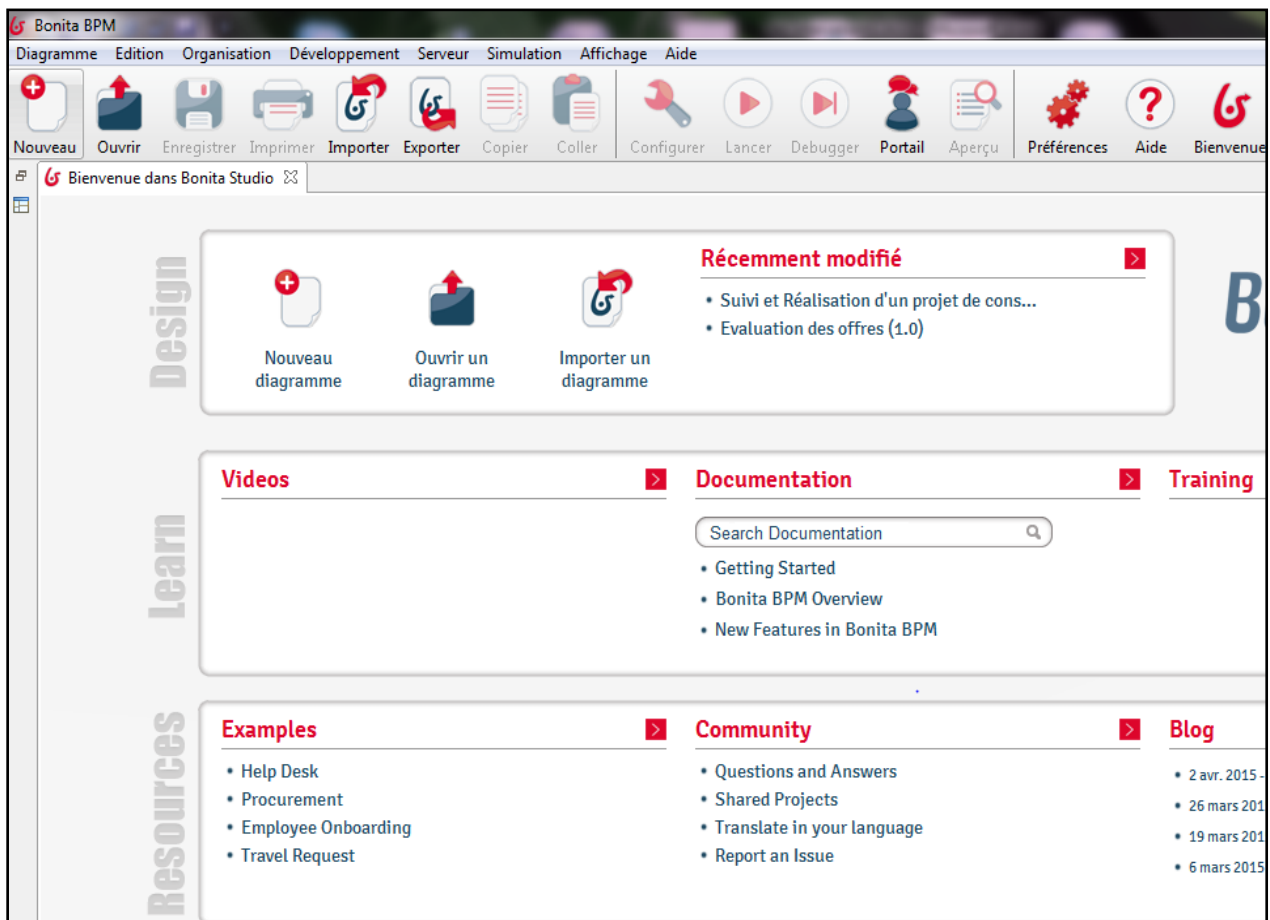 Bonita BPM
Diagramme Edition Organisation Développement Serveur Simulation Affichage Aide
Nouveau Ouvrir Enregistrer Imprimer Importer Exporter Copier Coller Configurer Lancer Debugger Portail Aperçu Préférences Aide Bienvenue
Bienvenue dans Bonita Studio
Design
Nouveau
diagramme
Ouvrir un
diagramme
Importer un
diagramme
Récemment modifié
• Suivi et Réalisation d'un projet de cons...
• Evaluation des offres (1.0)
B
Learn
Videos
Documentation
Search Documentation
• Getting Started
• Bonita BPM Overview
• New Features in Bonita BPM
Training
Resources
Examples
• Help Desk
• Procurement
• Employee Onboarding
• Travel Request
Community
• Questions and Answers
• Shared Projects
• Translate in your language
• Report an Issue
Blog
• 2 avr. 2015 -
• 26 mars 201
• 19 mars 201
• 6 mars 2015